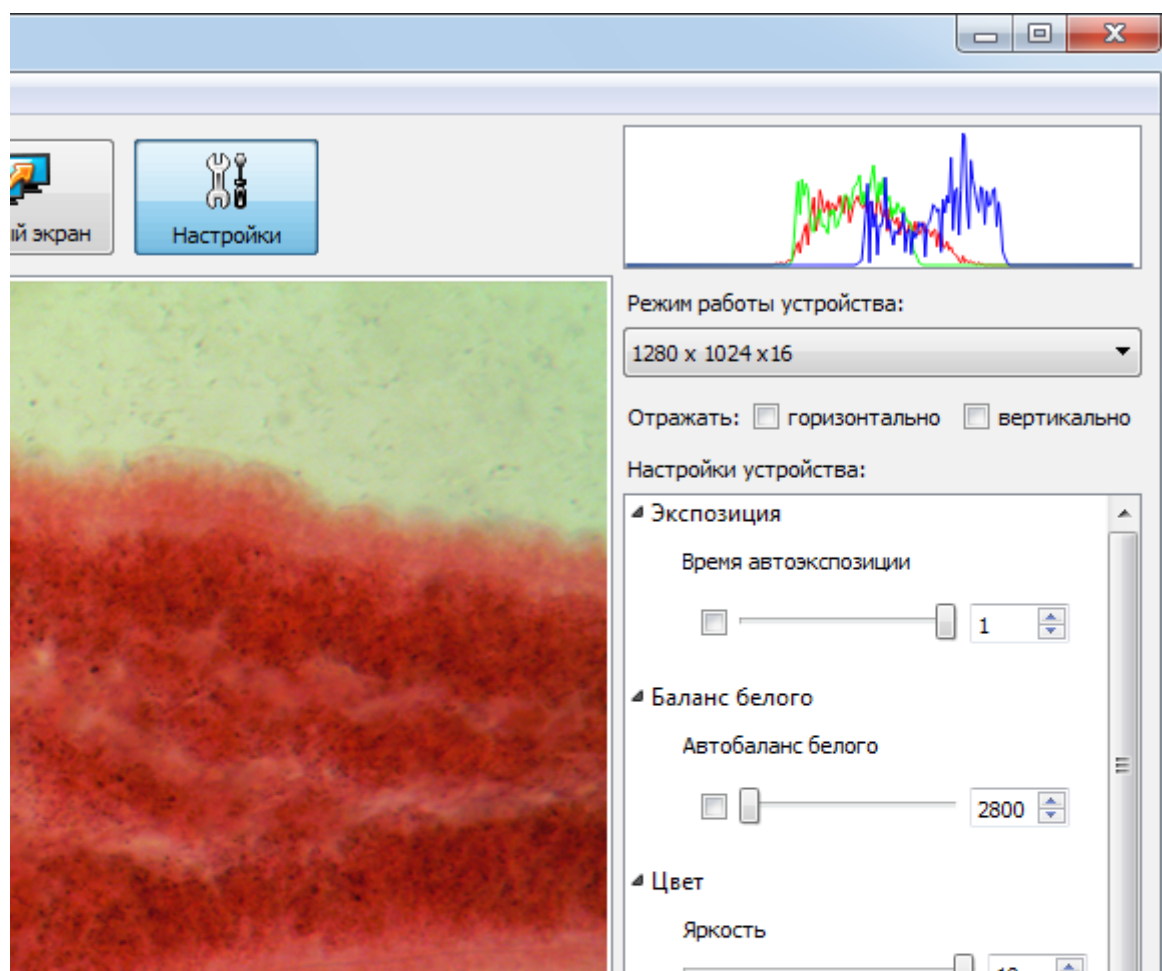 й экран
Настройки
Режим работы устройства:
1280 x 1024 x16
Отражать: горизонтально вертикально
Настройки устройства:
Экспозиция
Время автоэкспозиции
1
Баланс белого
Автобаланс белого
2800
Цвет
Яркость